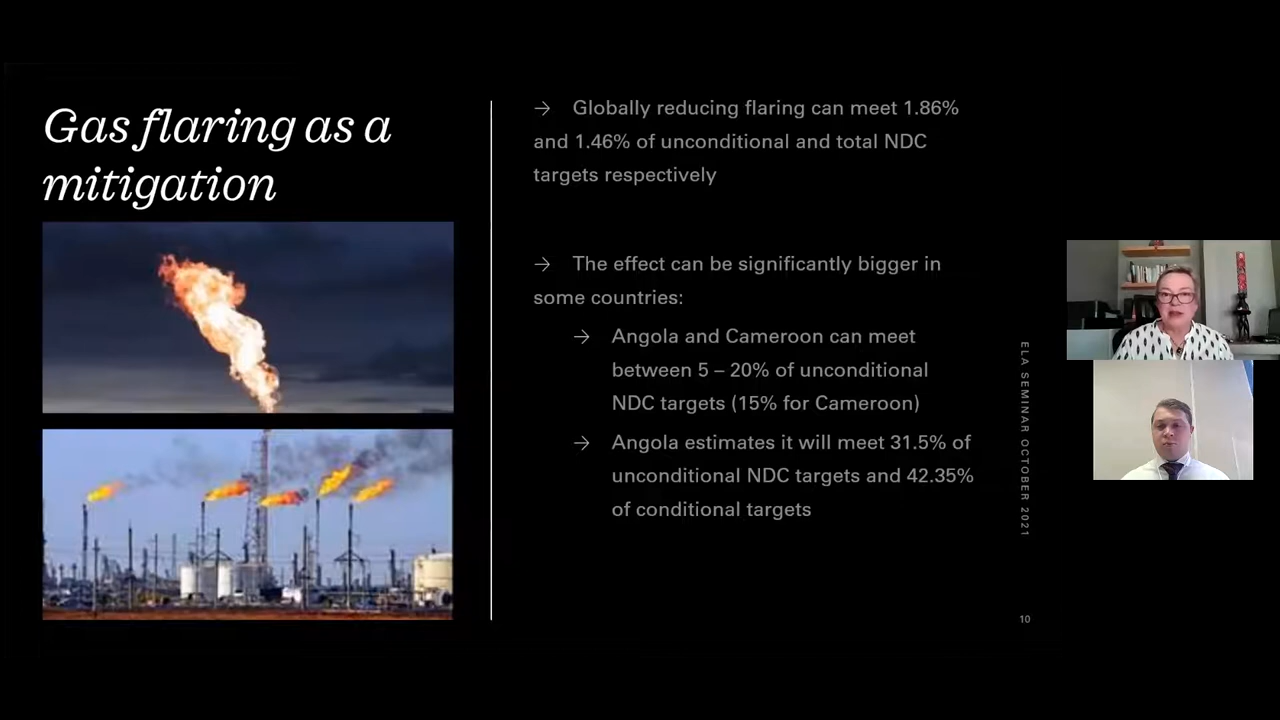 Gas flaring as a
mitigation
→ Globally reducing flaring can meet 1.86%
and 1.46% of unconditional and total NDC
targets respectively
→ The effect can be significantly bigger in
some countries:
→ Angola and Cameroon can meet
between 5 – 20% of unconditional
NDC targets (15% for Cameroon)
→ Angola estimates it will meet 31.5% of
unconditional NDC targets and 42.35%
of conditional targets
ELA SEMINAR OCTOBER 2021
10